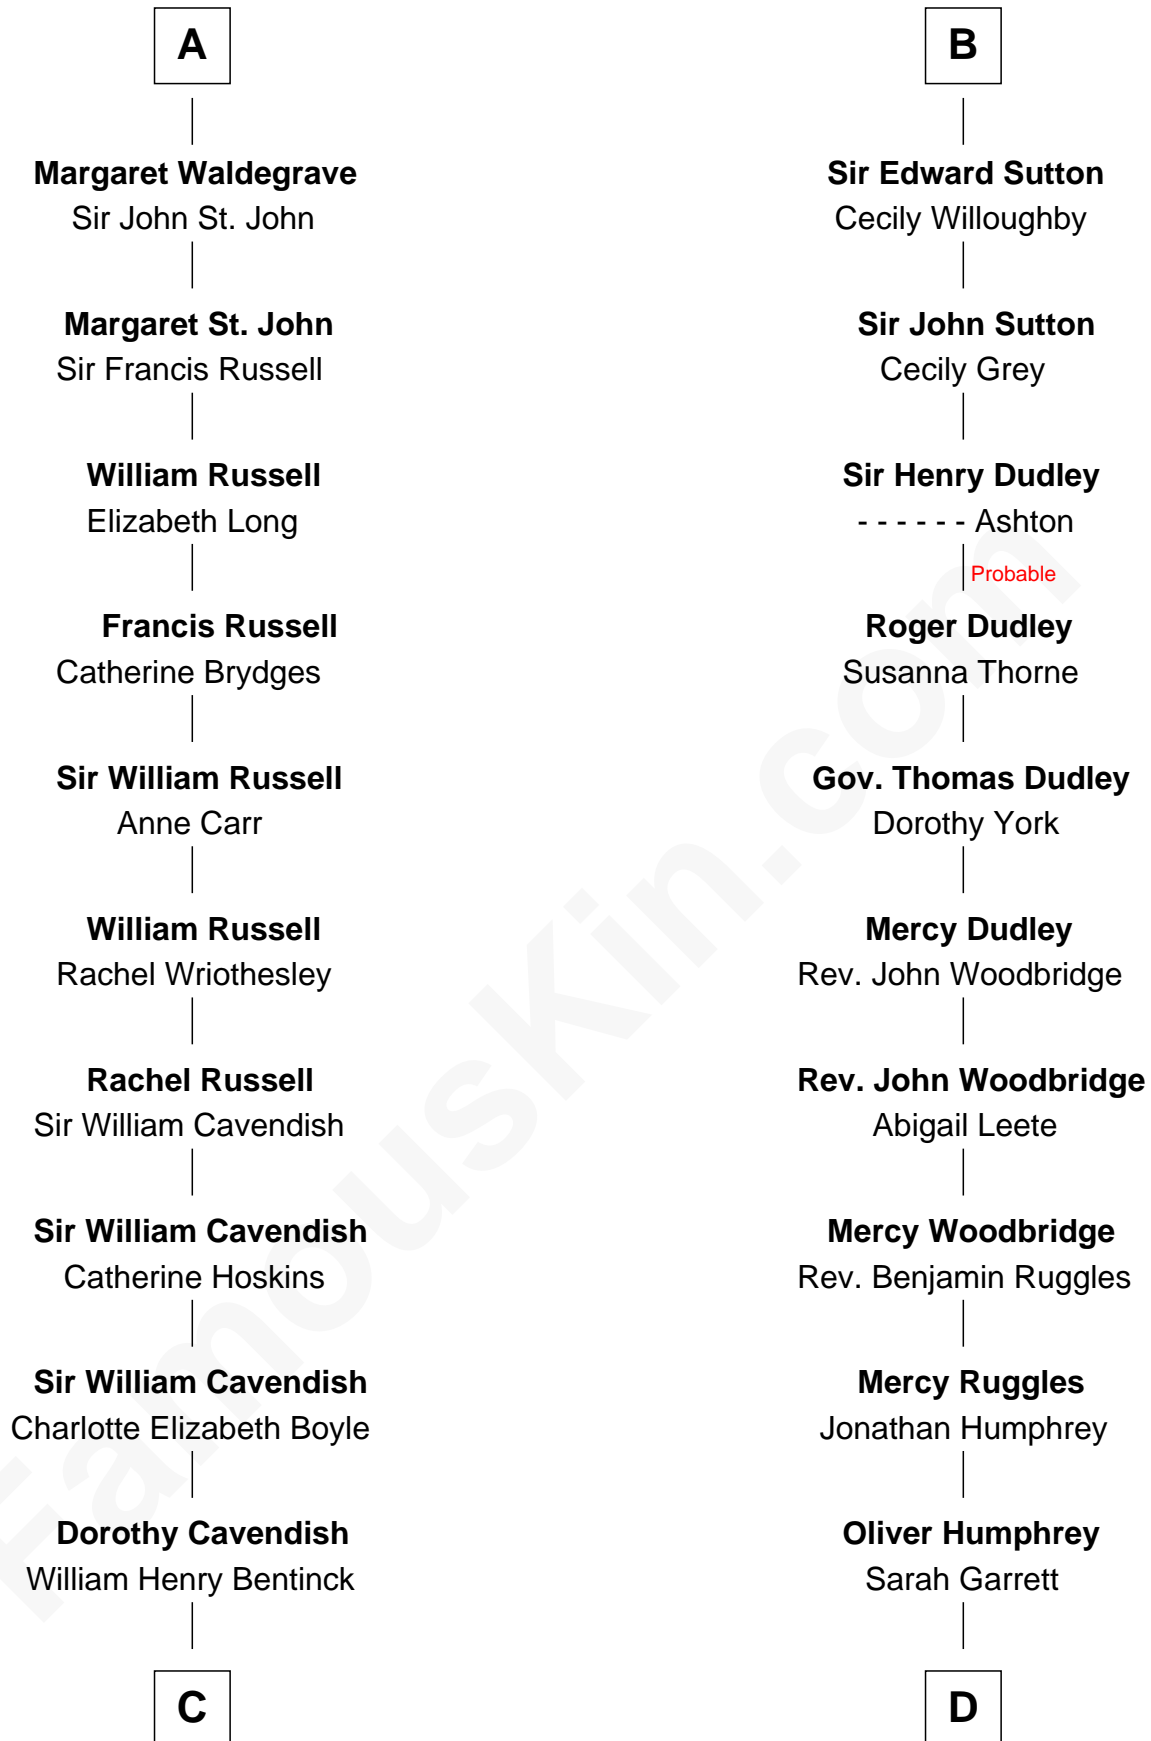 A
Margaret Waldegrave
Sir John St. John
Margaret St. John
Sir Francis Russell
William Russell
Elizabeth Long
Francis Russell
Catherine Brydges
Sir William Russell
Anne Carr
William Russell
Rachel Wriothesley
Rachel Russell
Sir William Cavendish
Sir William Cavendish
Catherine Hoskins
Sir William Cavendish
Charlotte Elizabeth Boyle
Dorothy Cavendish
William Henry Bentinck
C
B
Sir Edward Sutton
Cecily Willoughby
Sir John Sutton
Cecily Grey
Sir Henry Dudley
- - - - - - Ashton
Probable
Roger Dudley
Susanna Thorne
Gov. Thomas Dudley
Dorothy York
Mercy Dudley
Rev. John Woodbridge
Rev. John Woodbridge
Abigail Leete
Mercy Woodbridge
Rev. Benjamin Ruggles
Mercy Ruggles
Jonathan Humphrey
Oliver Humphrey
Sarah Garrett
D
FamousKin.com